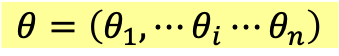 θ = (θ₁, ⋯ θᵢ ⋯ θₙ)